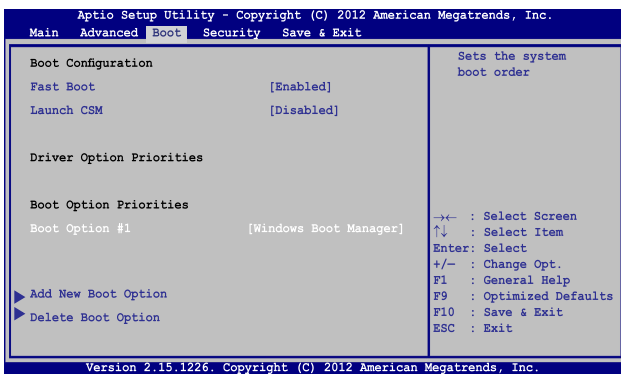 Aptio Setup Utility - Copyright (C) 2012 American Megatrends, Inc.
Main Advanced Boot Security Save & Exit
Boot Configuration
Fast Boot [Enabled]
Launch CSM [Disabled]
Driver Option Priorities
Boot Option Priorities
Boot Option #1 [Windows Boot Manager]
Add New Boot Option
Delete Boot Option
Sets the system
boot order
→← : Select Screen
↑↓ : Select Item
Enter: Select
+/— : Change Opt.
F1 : General Help
F9 : Optimized Defaults
F10 : Save & Exit
ESC : Exit
Version 2.15.1226. Copyright (C) 2012 American Megatrends, Inc.